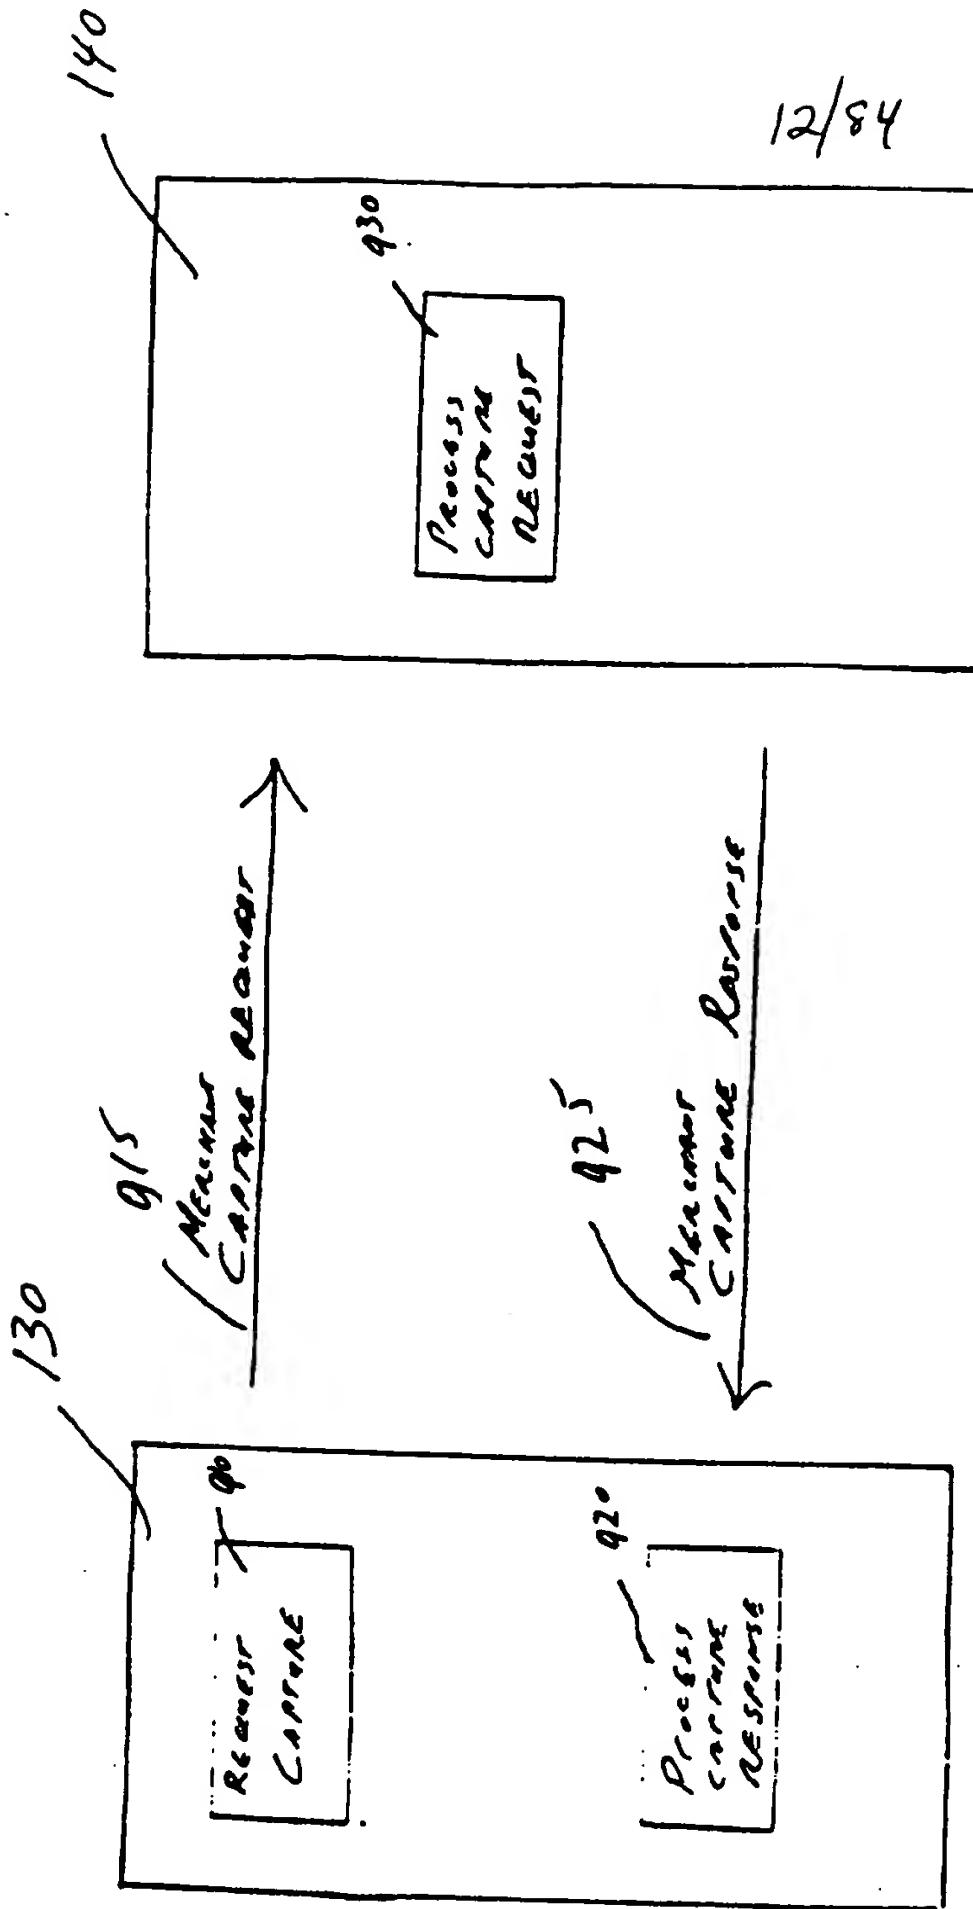 12/84
130
140
REQUEST
CAPTURE
910
915
MERCHANT
CAPTURE REQUEST
930
PROCESS
CAPTURE
REQUEST
920
PROCESS
CAPTURE
RESPONSE
925
MERCHANT
CAPTURE RESPONSE